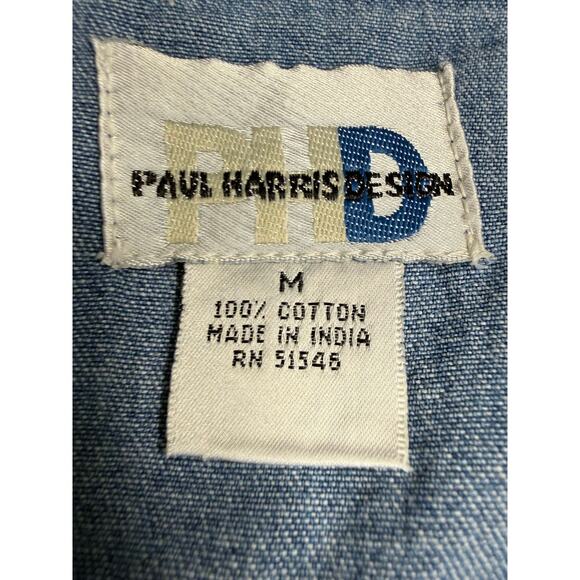 PHD
PAUL HARRIS DESIGN
M
100% COTTON
MADE IN INDIA
RN 51546